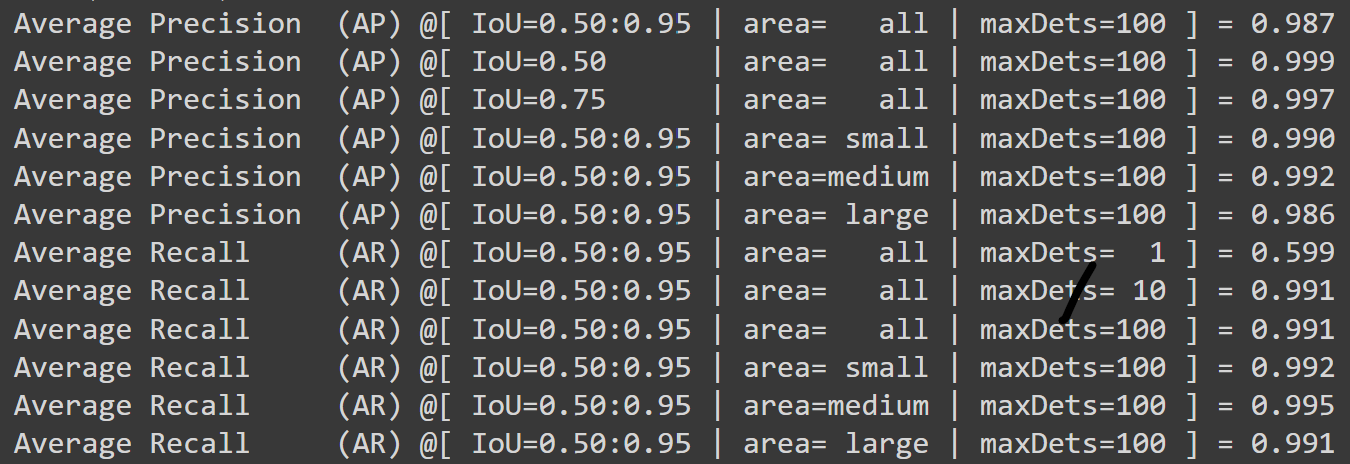 Average Precision  (AP) @[ IoU=0.50:0.95 | area=   all | maxDets=100 ] = 0.987
Average Precision  (AP) @[ IoU=0.50      | area=   all | maxDets=100 ] = 0.999
Average Precision  (AP) @[ IoU=0.75      | area=   all | maxDets=100 ] = 0.997
Average Precision  (AP) @[ IoU=0.50:0.95 | area= small | maxDets=100 ] = 0.990
Average Precision  (AP) @[ IoU=0.50:0.95 | area=medium | maxDets=100 ] = 0.992
Average Precision  (AP) @[ IoU=0.50:0.95 | area= large | maxDets=100 ] = 0.986
Average Recall     (AR) @[ IoU=0.50:0.95 | area=   all | maxDets=  1 ] = 0.599
Average Recall     (AR) @[ IoU=0.50:0.95 | area=   all | maxDets= 10 ] = 0.991
Average Recall     (AR) @[ IoU=0.50:0.95 | area=   all | maxDets=100 ] = 0.991
Average Recall     (AR) @[ IoU=0.50:0.95 | area= small | maxDets=100 ] = 0.992
Average Recall     (AR) @[ IoU=0.50:0.95 | area=medium | maxDets=100 ] = 0.995
Average Recall     (AR) @[ IoU=0.50:0.95 | area= large | maxDets=100 ] = 0.991